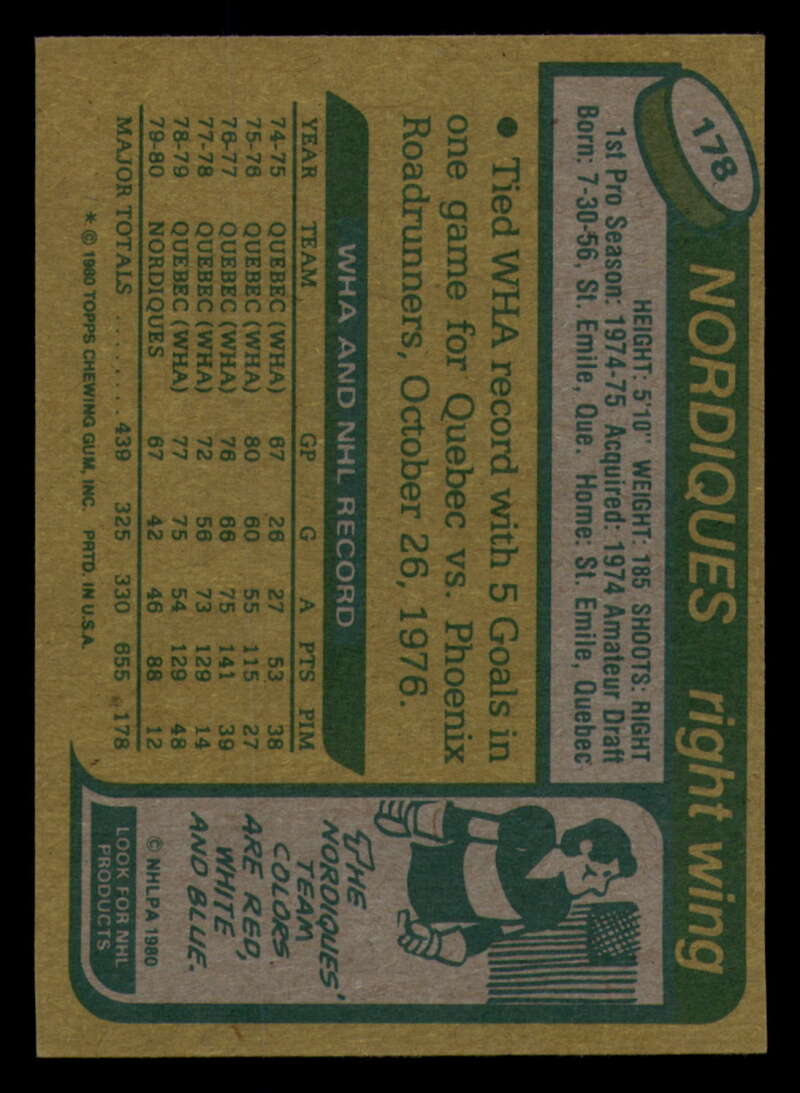 178
NORDIQUES right wing
HEIGHT: 5'10" WEIGHT: 185 SHOOTS: RIGHT
1st Pro Season: 1974-75 Acquired: 1974 Amateur Draft
Born: 7-30-56, St. Emile, Que. Home: St. Emile, Quebec
• Tied WHA record with 5 Goals in
one game for Quebec vs. Phoenix
Roadrunners, October 26, 1976.
WHA AND NHL RECORD
YEAR TEAM GP G A PTS PIM
74-75 QUEBEC (WHA) 67 26 27 53 38
75-76 QUEBEC (WHA) 80 60 55 115 27
76-77 QUEBEC (WHA) 76 66 75 141 39
77-78 QUEBEC (WHA) 72 56 73 129 14
78-79 QUEBEC (WHA) 77 75 54 129 48
79-80 NORDIQUES 67 42 46 88 12
MAJOR TOTALS ........ 439 325 330 655 178
* © 1980 TOPPS CHEWING GUM, INC. PRTD. IN U.S.A.
THE
NORDIQUES'
TEAM
COLORS
ARE RED,
WHITE
AND BLUE.
© NHLPA 1980
LOOK FOR NHL
PRODUCTS